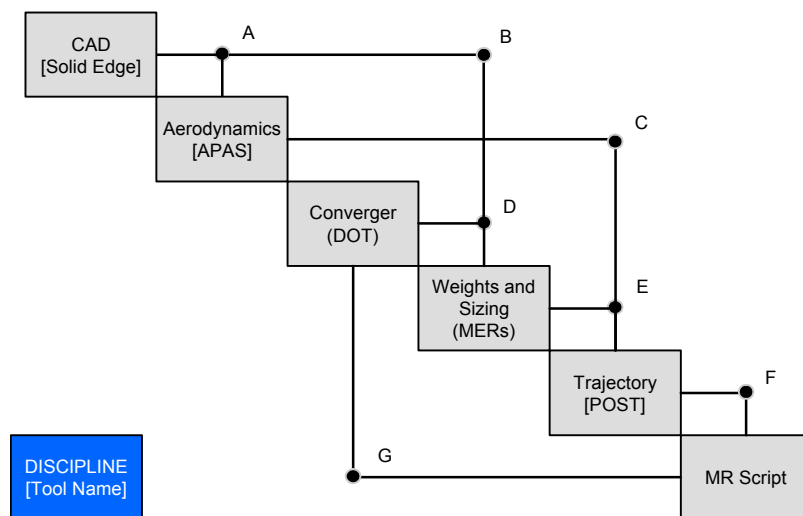 A
B
CAD
[Solid Edge]
C
Aerodynamics
[APAS]
D
Converger
(DOT)
E
Weights and
Sizing
(MERs)
F
Trajectory
[POST]
G
DISCIPLINE
[Tool Name]
MR Script